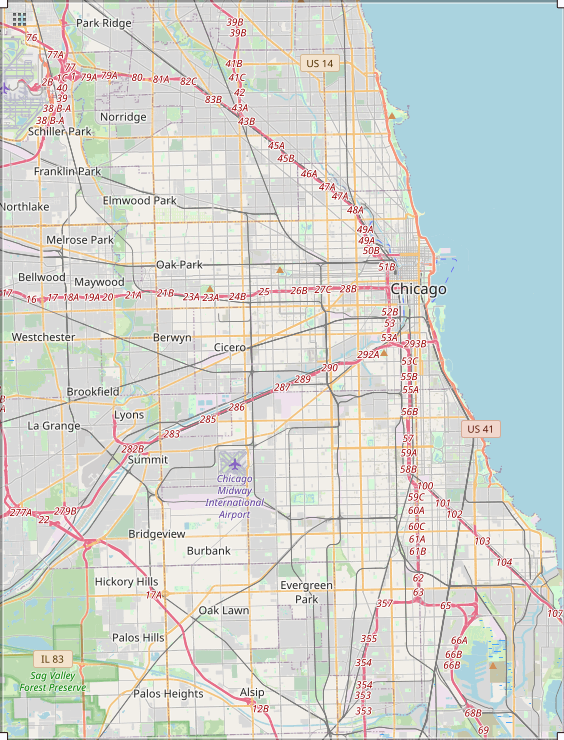 39B
Park Ridge
39B
76
77A
41B
US 14
77
1C
79A
79A
80
81A
82C
41C
2B
40
42
39
83B
43A
38 B-A
Norridge
43B
38 B-A
Schiller Park
45A
45B
Franklin Park
46A
47A
47A
Elmwood Park
Northlake
48A
49A
Melrose Park
49A
50B
Oak Park
51B
Bellwood
Maywood
Chicago
17
16
17
18A
19A
20
21A
21B
23A
23A
24B
25
26B
27C
28B
52B
53
Westchester
Berwyn
53A
293B
Cicero
292A
53C
290
55B
289
287
55A
Brookfield
286
56B
Lyons
285
La Grange
283
57
US 41
282B
59A
Summit
58B
Chicago
Midway
International
Airport
100
59C
101
277A
279B
60A
102
22
60C
Bridgeview
61A
103
Burbank
61B
104
62
Hickory Hills
Evergreen
Park
63
17A
357
65
Oak Lawn
107
Palos Hills
355
66A
66B
IL 83
354
66B
Sag Valley
Forest Preserve
354
Palos Heights
Alsip
353
12B
353
68B
69